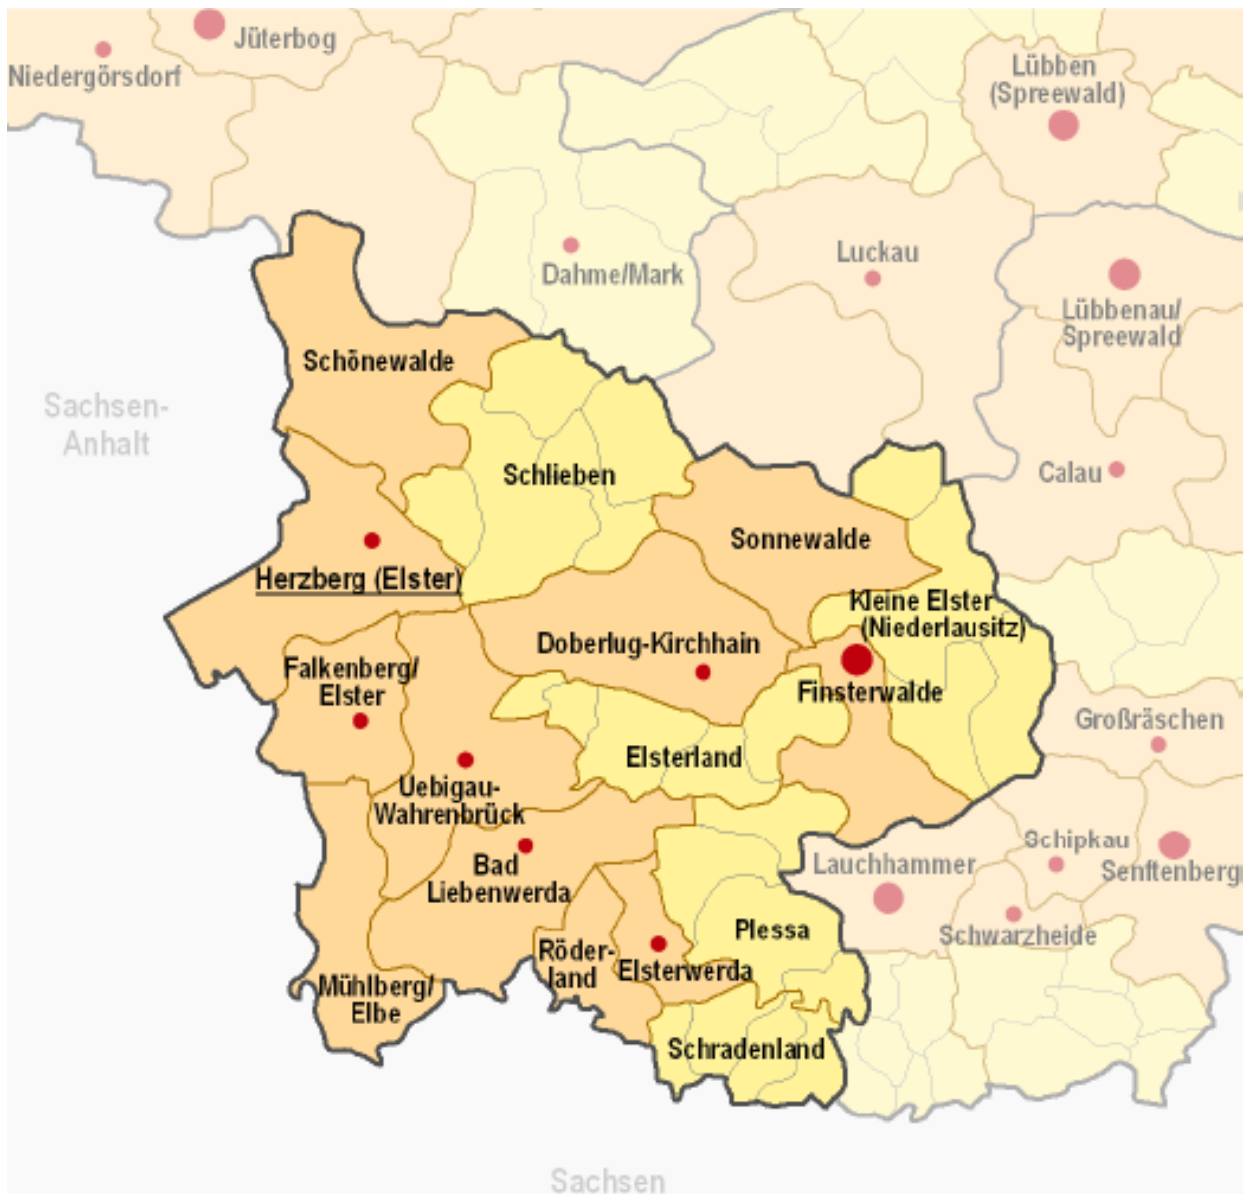 Jüterbog
Niedergörsdorf
Lübben
(Spreewald)
Dahme/Mark
Luckau
Lübbenau/
Spreewald
Schönewalde
Sachsen-
Anhalt
Schlieben
Calau
Sonnewalde
Herzberg (Elster)
Kleine Elster
(Niederlausitz)
Doberlug-Kirchhain
Falkenberg/
Elster
Finsterwalde
Großräschen
Elsterland
Uebigau-
Wahrenbrück
Schipkau
Bad
Liebenwerda
Lauchhammer
Senftenberg
Plessa
Schwarzheide
Röder-
land
Elsterwerda
Mühlberg/
Elbe
Schradenland
Sachsen